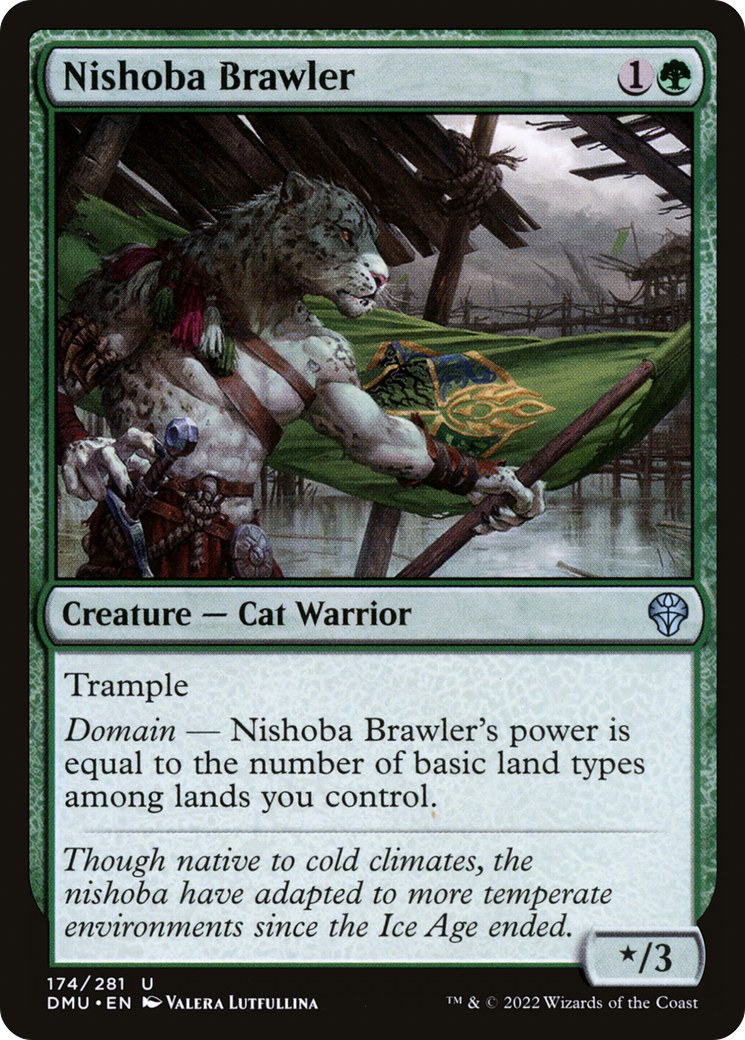 Nishoba Brawler 1
Creature — Cat Warrior
Trample
Domain — Nishoba Brawler's power is
equal to the number of basic land types
among lands you control.
Though native to cold climates, the
nishoba have adapted to more temperate
environments since the Ice Age ended.
★/3
174/281 U
DMU • EN Valera Lutfullina ™ & © 2022 Wizards of the Coast